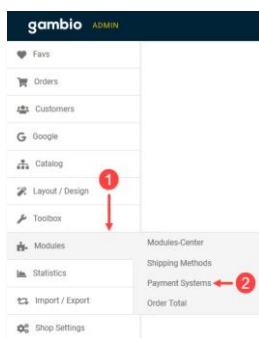 gambio ADMIN
Favs
Orders
Customers
Google
Catalog
Layout / Design
1
Toolbox
Modules
Modules-Center
Shipping Methods
Statistics
Payment Systems
2
Import / Export
Order Total
Shop Settings